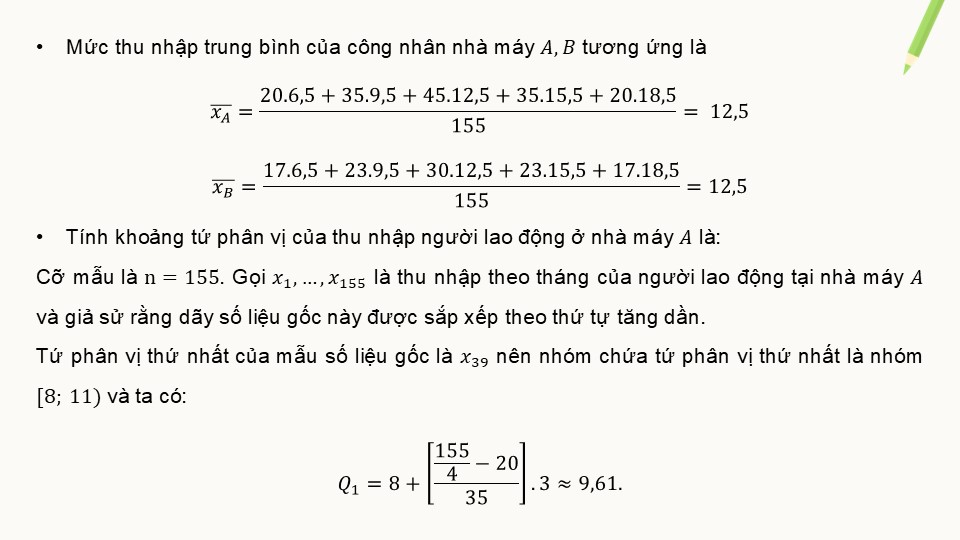 • Mức thu nhập trung bình của công nhân nhà máy A, B tương ứng là
x̅_A = (20.6,5 + 35.9,5 + 45.12,5 + 35.15,5 + 20.18,5)/155 = 12,5
x̅_B = (17.6,5 + 23.9,5 + 30.12,5 + 23.15,5 + 17.18,5)/155 = 12,5
• Tính khoảng tứ phân vị của thu nhập người lao động ở nhà máy A là:
Cỡ mẫu là n = 155. Gọi x₁, …, x₁₅₅ là thu nhập theo tháng của người lao động tại nhà máy A
và giả sử rằng dãy số liệu gốc này được sắp xếp theo thứ tự tăng dần.
Tứ phân vị thứ nhất của mẫu số liệu gốc là x₃₉ nên nhóm chứa tứ phân vị thứ nhất là nhóm
[8; 11) và ta có:
Q₁ = 8 + [(155/4 − 20)/35] . 3 ≈ 9,61.